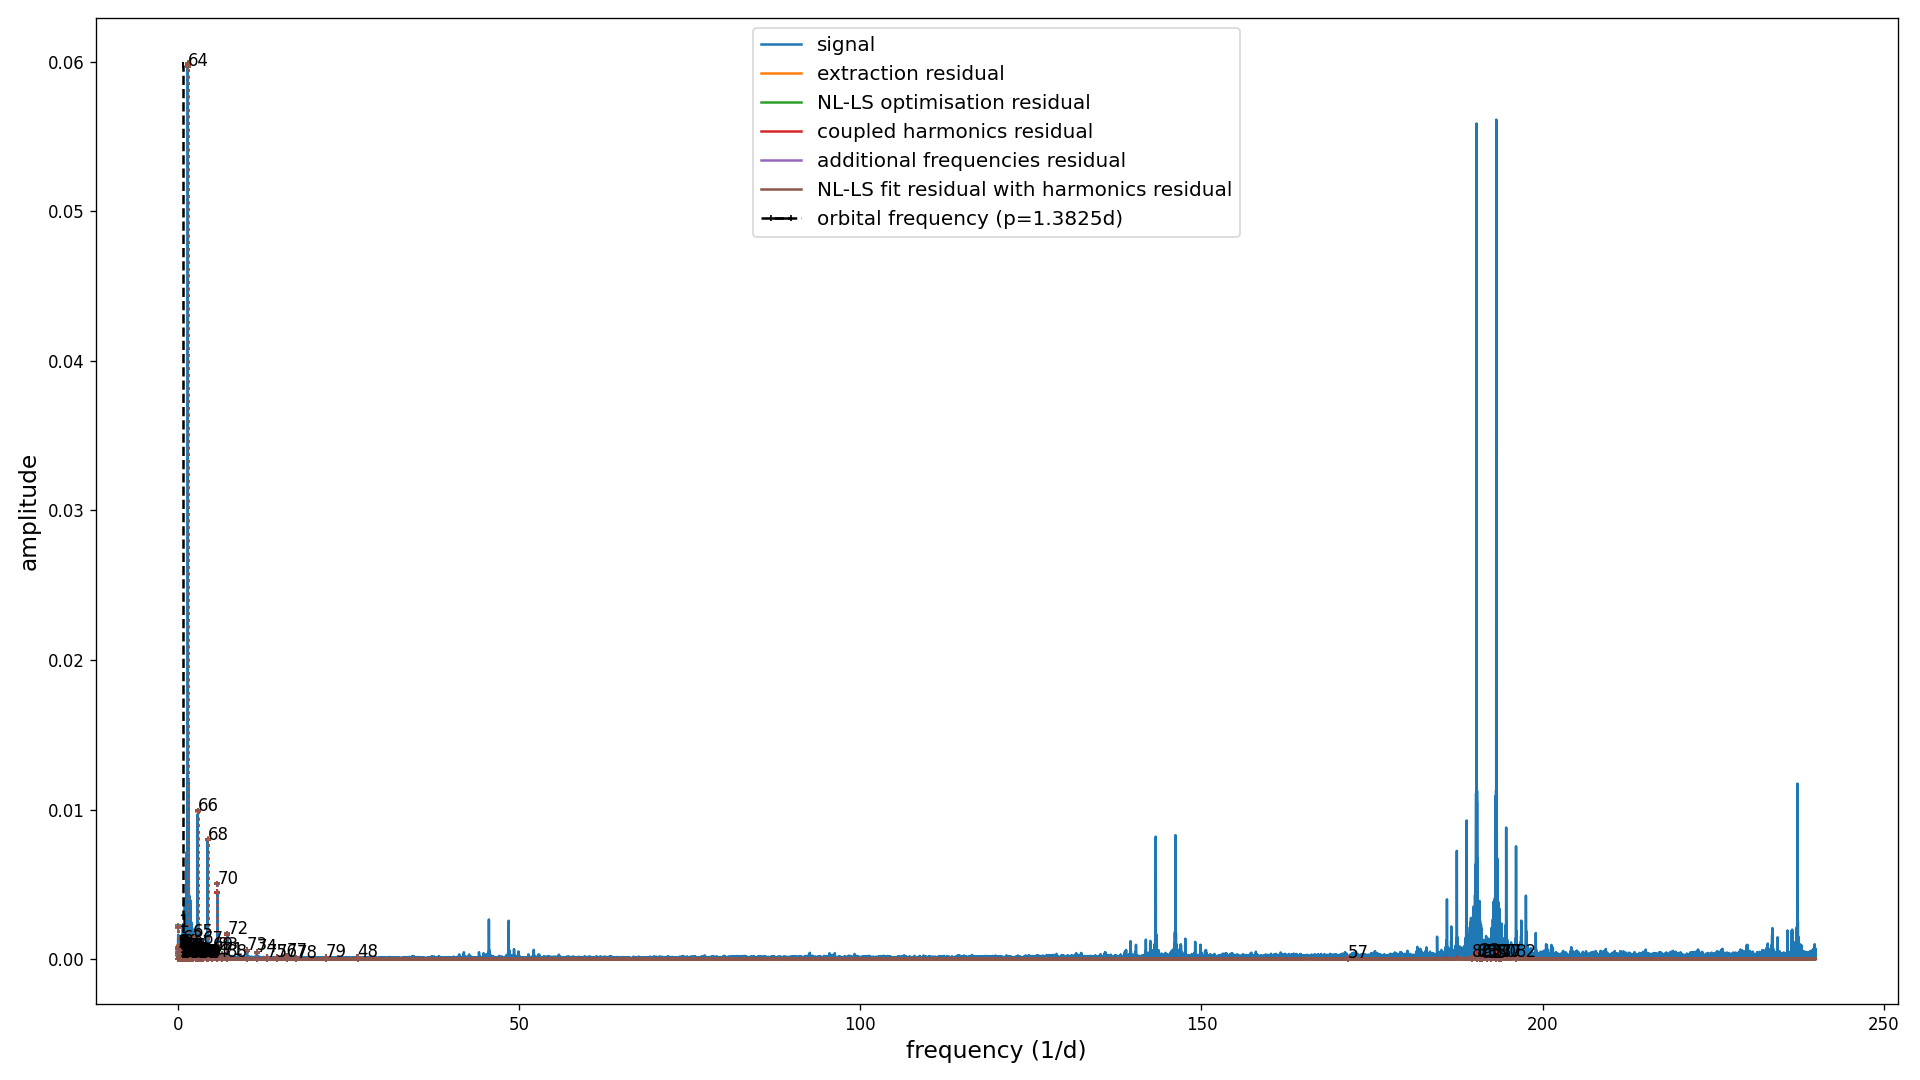 signal
extraction residual
NL-LS optimisation residual
coupled harmonics residual
additional frequencies residual
NL-LS fit residual with harmonics residual
orbital frequency (p=1.3825d)
0.06
0.05
0.04
0.03
0.02
0.01
0.00
amplitude
64
66
68
70
72
79
48
57
82
0
50
100
150
200
250
frequency (1/d)